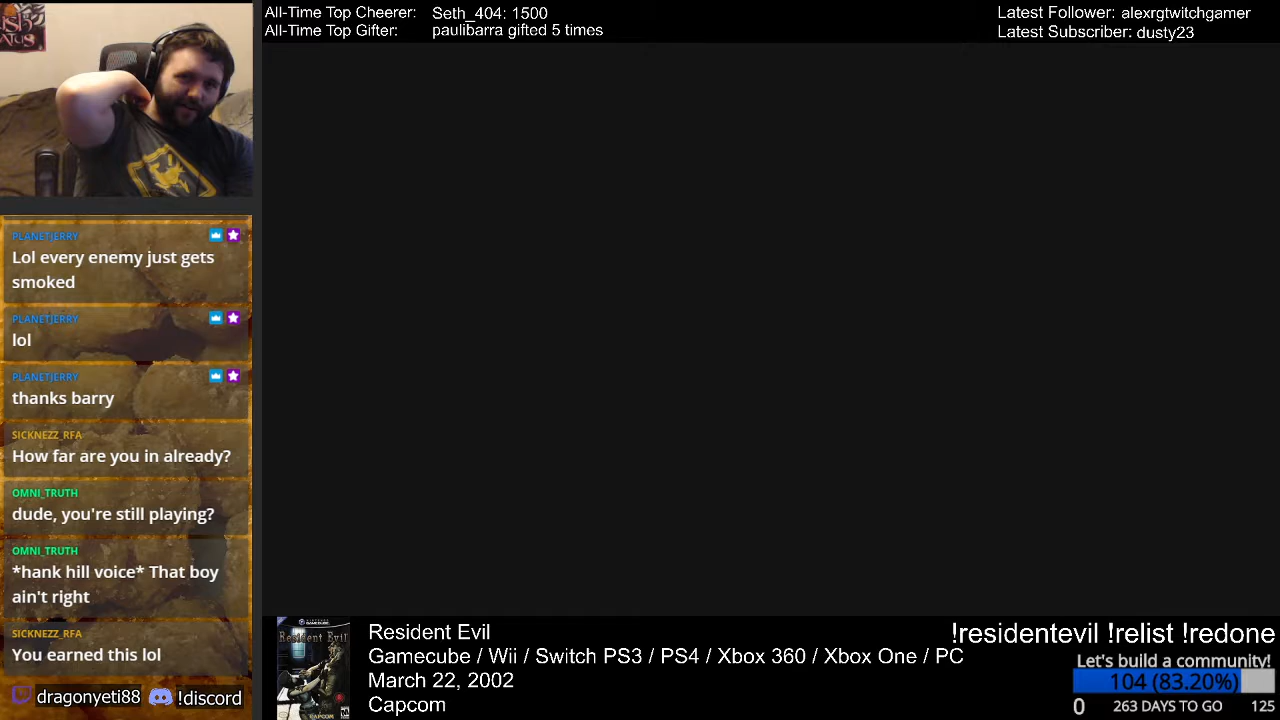 All-Time Top Cheerer: Seth_404: 1500
All-Time Top Gifter: paulibarra gifted 5 times
Latest Follower: alexrgtwitchgamer
Latest Subscriber: dusty23
PLANETJERRY
Lol every enemy just gets
smoked
PLANETJERRY
lol
PLANETJERRY
thanks barry
SICKNEZZ_RFA
How far are you in already?
OMNI_TRUTH
dude, you're still playing?
OMNI_TRUTH
*hank hill voice* That boy
ain't right
SICKNEZZ_RFA
You earned this lol
dragonyeti88 !discord
Resident Evil
CAPCOM
Resident Evil
Gamecube / Wii / Switch PS3 / PS4 / Xbox 360 / Xbox One / PC
March 22, 2002
Capcom
!residentevil !relist !redone
Let's build a community!
104 (83.20%)
0 263 DAYS TO GO 125